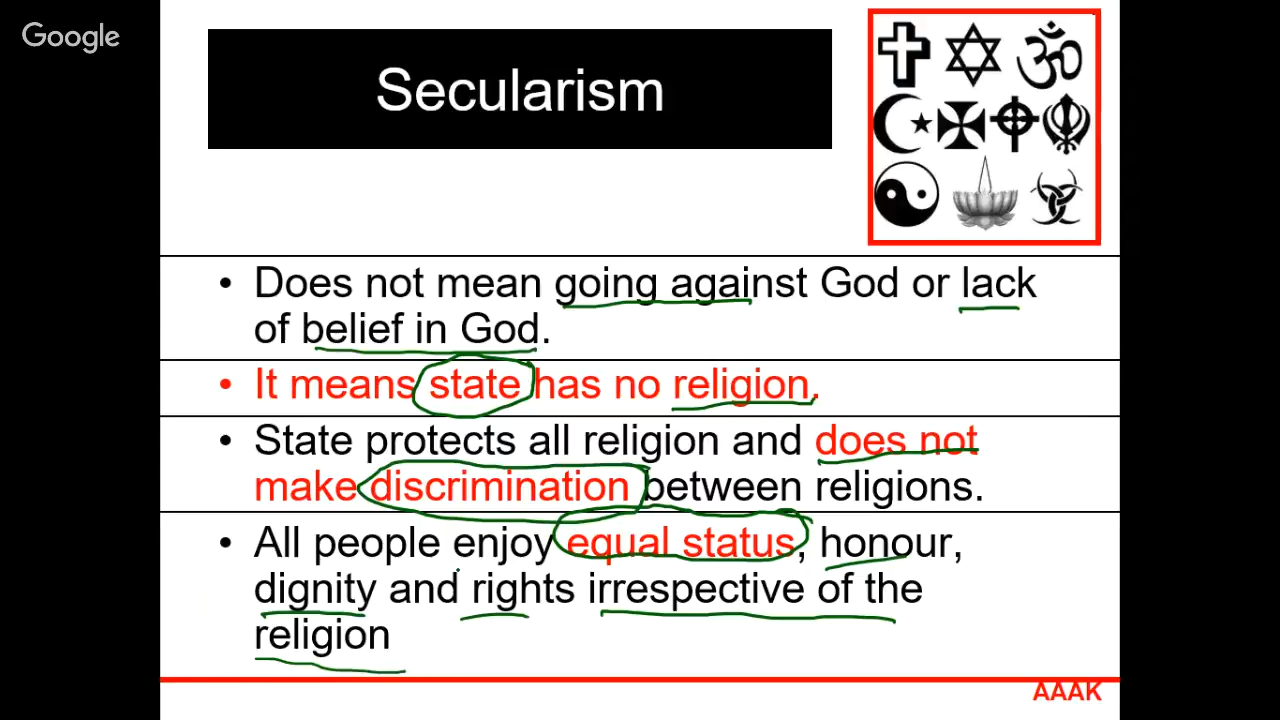 Google
Secularism
• Does not mean going against God or lack
of belief in God.
• It means state has no religion.
• State protects all religion and does not
make discrimination between religions.
• All people enjoy equal status, honour,
dignity and rights irrespective of the
religion
AAAK